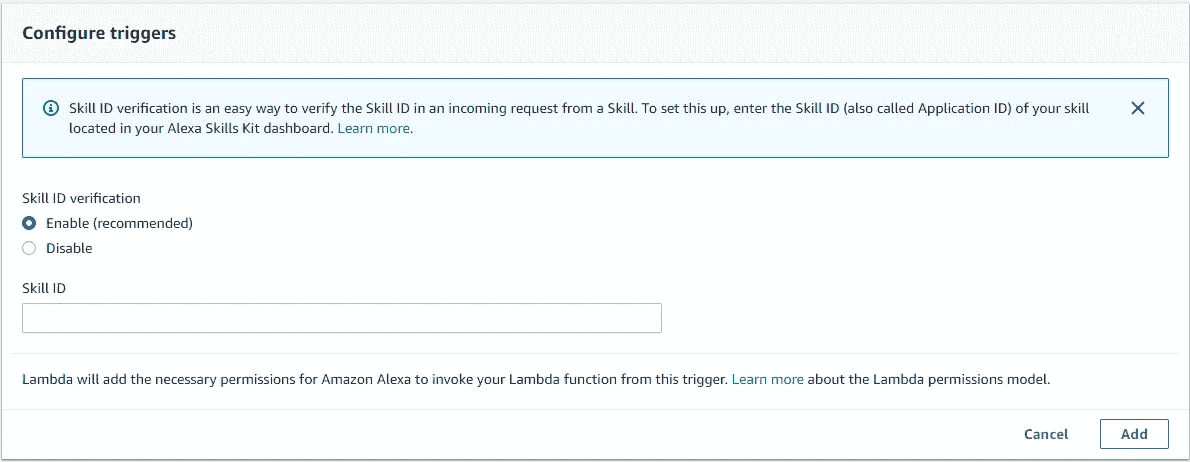 Configure triggers
Skill ID verification is an easy way to verify the Skill ID in an incoming request from a Skill. To set this up, enter the Skill ID (also called Application ID) of your skill
located in your Alexa Skills Kit dashboard. Learn more.
Skill ID verification
Enable (recommended)
Disable
Skill ID
Lambda will add the necessary permissions for Amazon Alexa to invoke your Lambda function from this trigger. Learn more about the Lambda permissions model.
Cancel Add